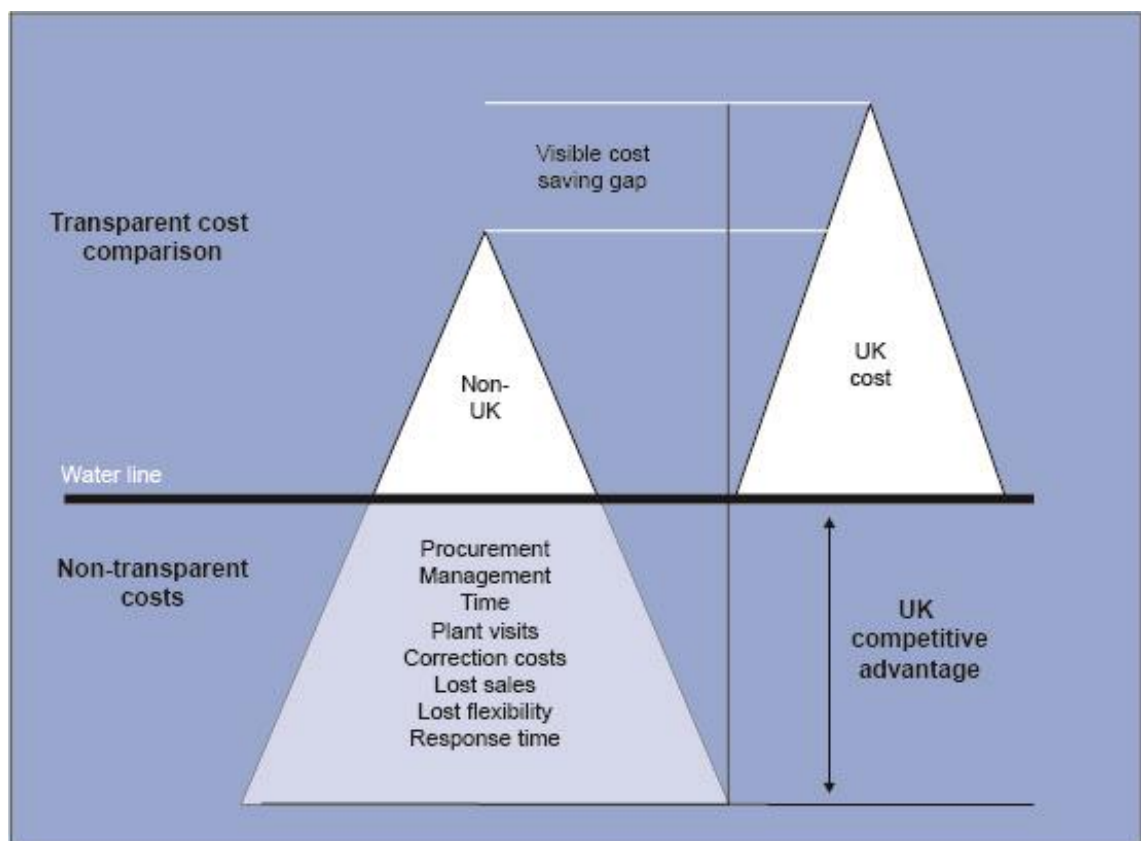 Visible cost
saving gap
Transparent cost
comparison
Non-
UK
UK
cost
Water line
Non-transparent
costs
Procurement
Management
Time
Plant visits
Correction costs
Lost sales
Lost flexibility
Response time
UK
competitive
advantage